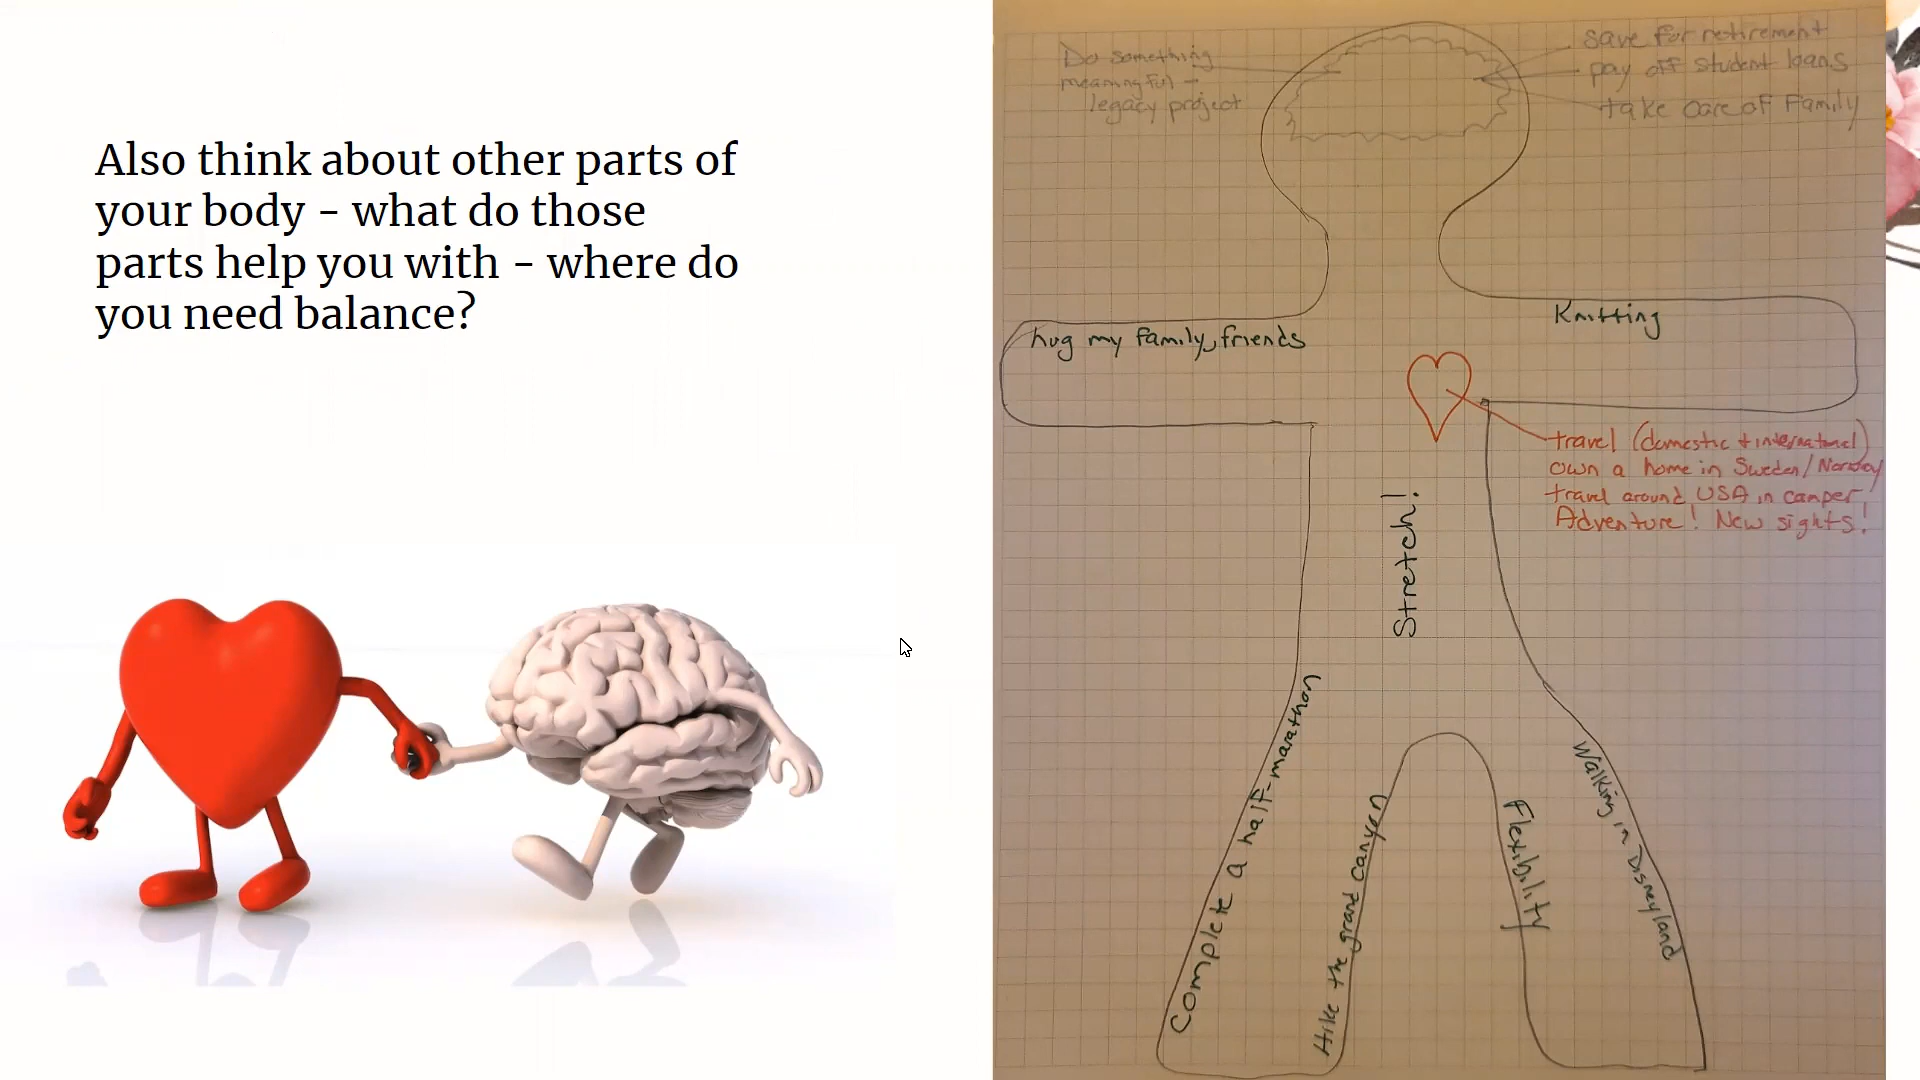 Also think about other parts of
your body - what do those
parts help you with - where do
you need balance?
Do something
meaningful -
legacy project
save for retirement
pay off student loans
take care of family
hug my family, friends
Knitting
travel (domestic + international)
own a home in Sweden/Norway
travel around USA in camper
Adventure! New sights!
Stretch!
Complete a half-marathon
Hike the grand canyon
Flexibility
Walking in Disneyland